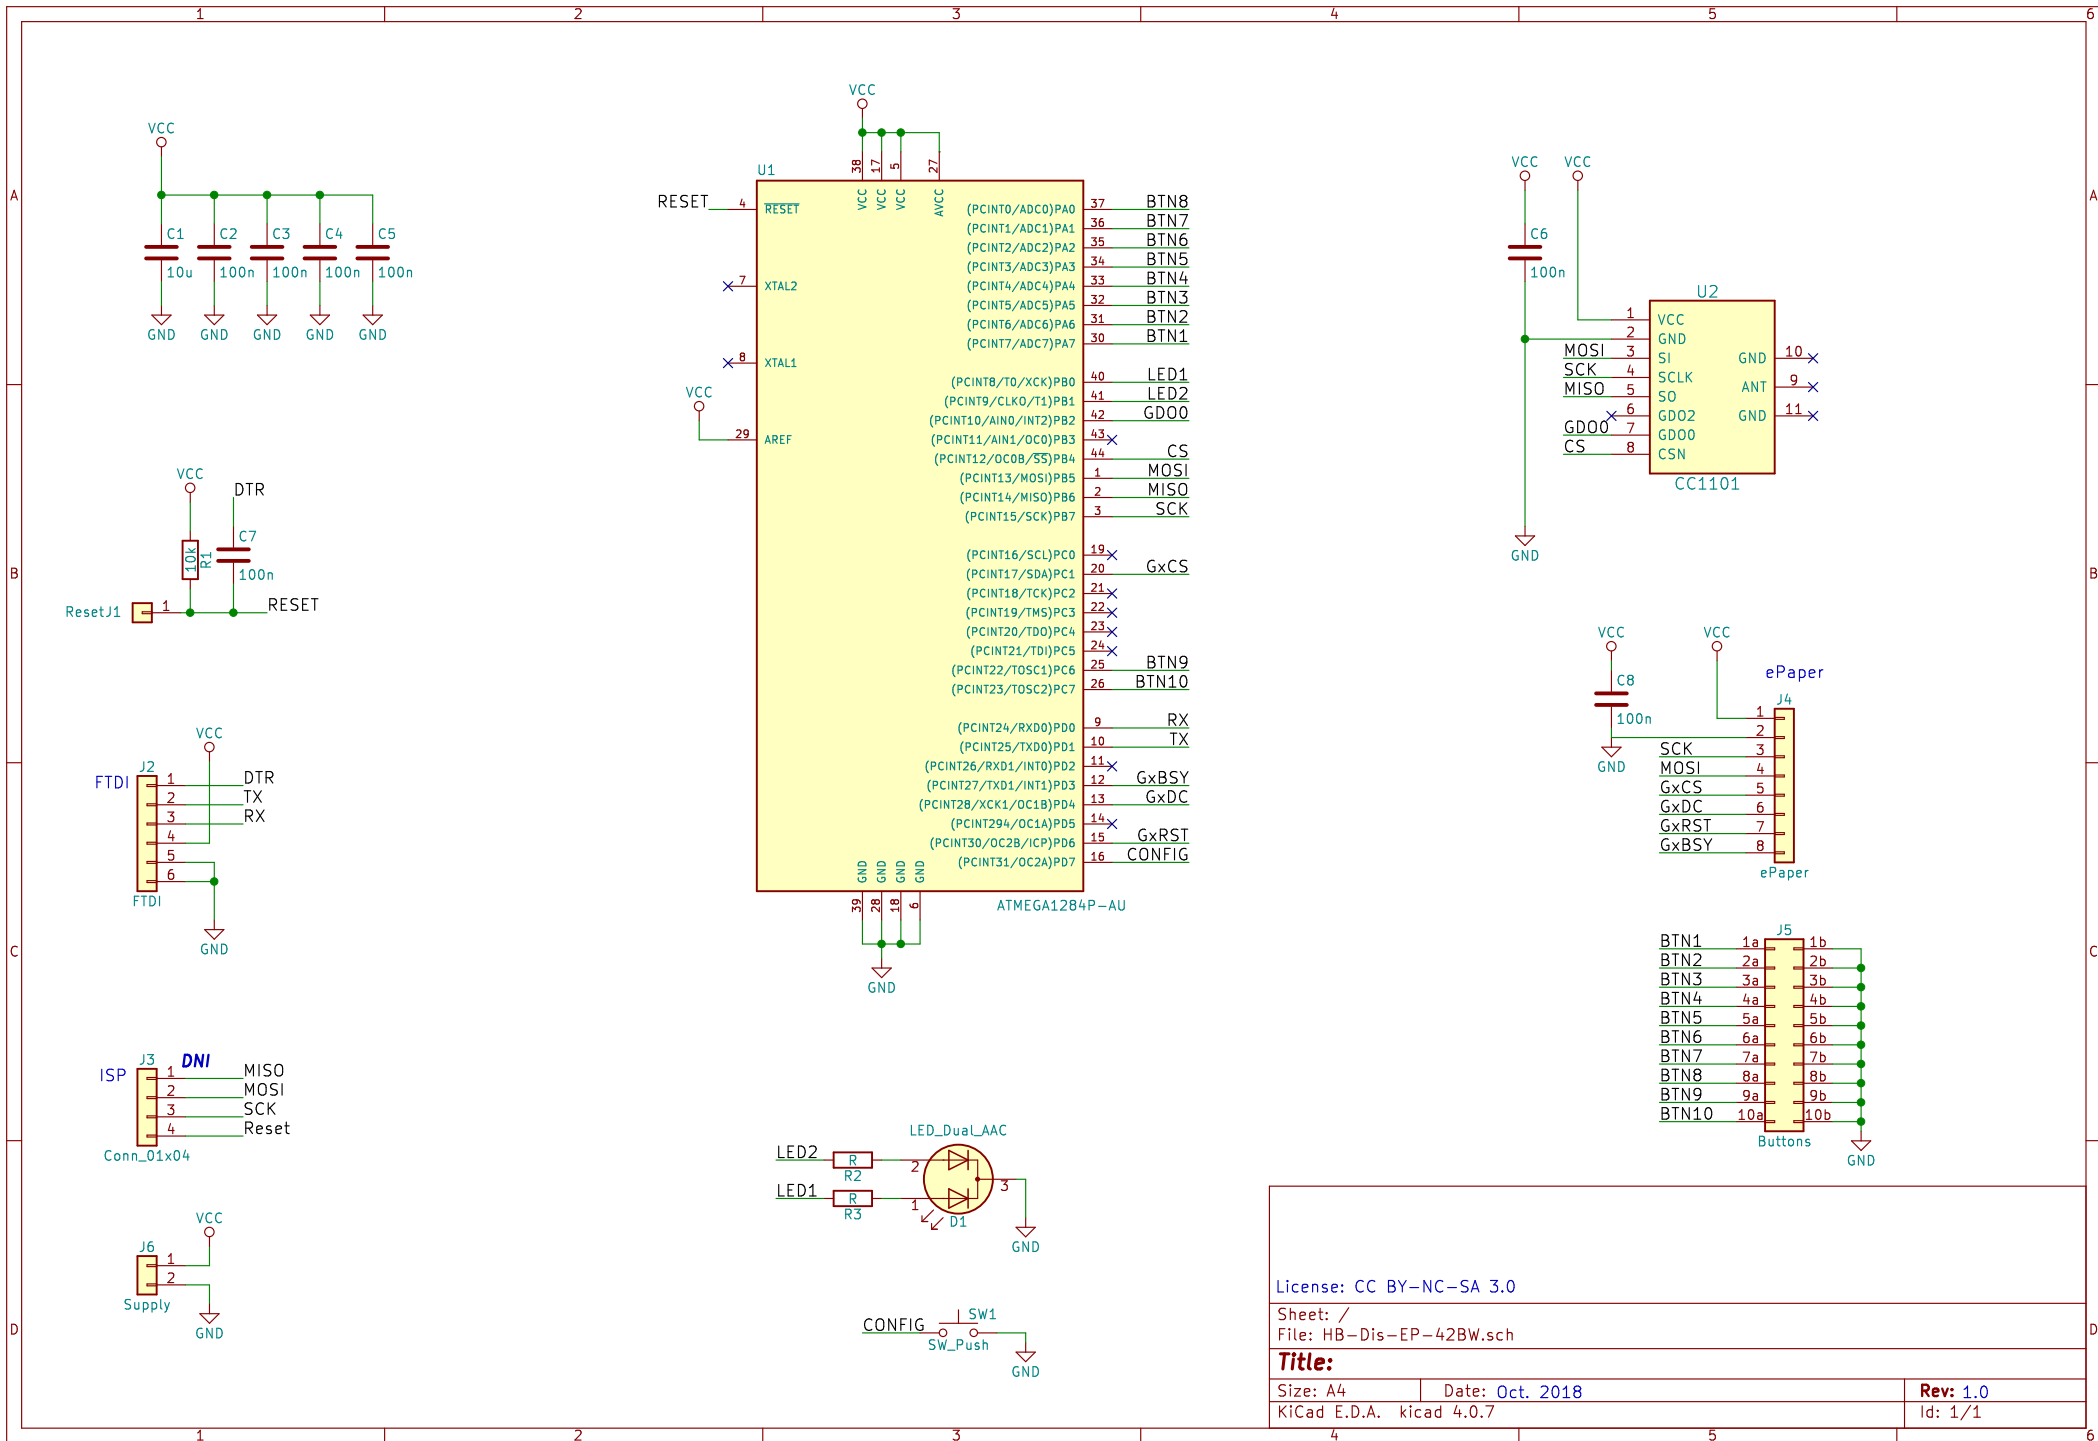 1 2 3 4 5 6
A A
B B
C C
D D
1 2 3 4 5 6
VCC
C1 10u
C2 100n
C3 100n
C4 100n
C5 100n
GND GND GND GND GND
VCC
DTR
10k R1
C7
100n
ResetJ1 1 RESET
VCC
J2
FTDI
1 DTR
2 TX
3 RX
4
5
6
FTDI
GND
J3 DNI
ISP
1 MISO
2 MOSI
3 SCK
4 Reset
Conn_01x04
VCC
J6
1
2
Supply
GND
VCC
U1
38 17 5 27
VCC VCC VCC AVCC
RESET 4 RESET
7 XTAL2
8 XTAL1
VCC
29 AREF
(PCINT0/ADC0)PA0 37 BTN8
(PCINT1/ADC1)PA1 36 BTN7
(PCINT2/ADC2)PA2 35 BTN6
(PCINT3/ADC3)PA3 34 BTN5
(PCINT4/ADC4)PA4 33 BTN4
(PCINT5/ADC5)PA5 32 BTN3
(PCINT6/ADC6)PA6 31 BTN2
(PCINT7/ADC7)PA7 30 BTN1
(PCINT8/T0/XCK)PB0 40 LED1
(PCINT9/CLKO/T1)PB1 41 LED2
(PCINT10/AIN0/INT2)PB2 42 GDO0
(PCINT11/AIN1/OC0)PB3 43
(PCINT12/OC0B/SS)PB4 44 CS
(PCINT13/MOSI)PB5 1 MOSI
(PCINT14/MISO)PB6 2 MISO
(PCINT15/SCK)PB7 3 SCK
(PCINT16/SCL)PC0 19
(PCINT17/SDA)PC1 20 GxCS
(PCINT18/TCK)PC2 21
(PCINT19/TMS)PC3 22
(PCINT20/TDO)PC4 23
(PCINT21/TDI)PC5 24
(PCINT22/TOSC1)PC6 25 BTN9
(PCINT23/TOSC2)PC7 26 BTN10
(PCINT24/RXD0)PD0 9 RX
(PCINT25/TXD0)PD1 10 TX
(PCINT26/RXD1/INT0)PD2 11
(PCINT27/TXD1/INT1)PD3 12 GxBSY
(PCINT28/XCK1/OC1B)PD4 13 GxDC
(PCINT294/OC1A)PD5 14
(PCINT30/OC2B/ICP)PD6 15 GxRST
(PCINT31/OC2A)PD7 16 CONFIG
GND GND GND GND
39 28 18 6
ATMEGA1284P-AU
GND
LED_Dual_AAC
LED2 R R2 2
LED1 R R3 1
3
D1
GND
CONFIG SW1
SW_Push
GND
VCC VCC
C6
100n
U2
1 VCC
2 GND
MOSI 3 SI
SCK 4 SCLK
MISO 5 SO
6 GDO2
GDO0 7 GDO0
CS 8 CSN
GND 10
ANT 9
GND 11
CC1101
GND
VCC VCC
ePaper
C8
100n
GND
J4
1
2
SCK 3
MOSI 4
GxCS 5
GxDC 6
GxRST 7
GxBSY 8
ePaper
J5
BTN1 1a 1b
BTN2 2a 2b
BTN3 3a 3b
BTN4 4a 4b
BTN5 5a 5b
BTN6 6a 6b
BTN7 7a 7b
BTN8 8a 8b
BTN9 9a 9b
BTN10 10a 10b
Buttons
GND
License: CC BY-NC-SA 3.0
Sheet: /
File: HB-Dis-EP-42BW.sch
Title:
Size: A4 Date: Oct. 2018 Rev: 1.0
KiCad E.D.A. kicad 4.0.7 Id: 1/1